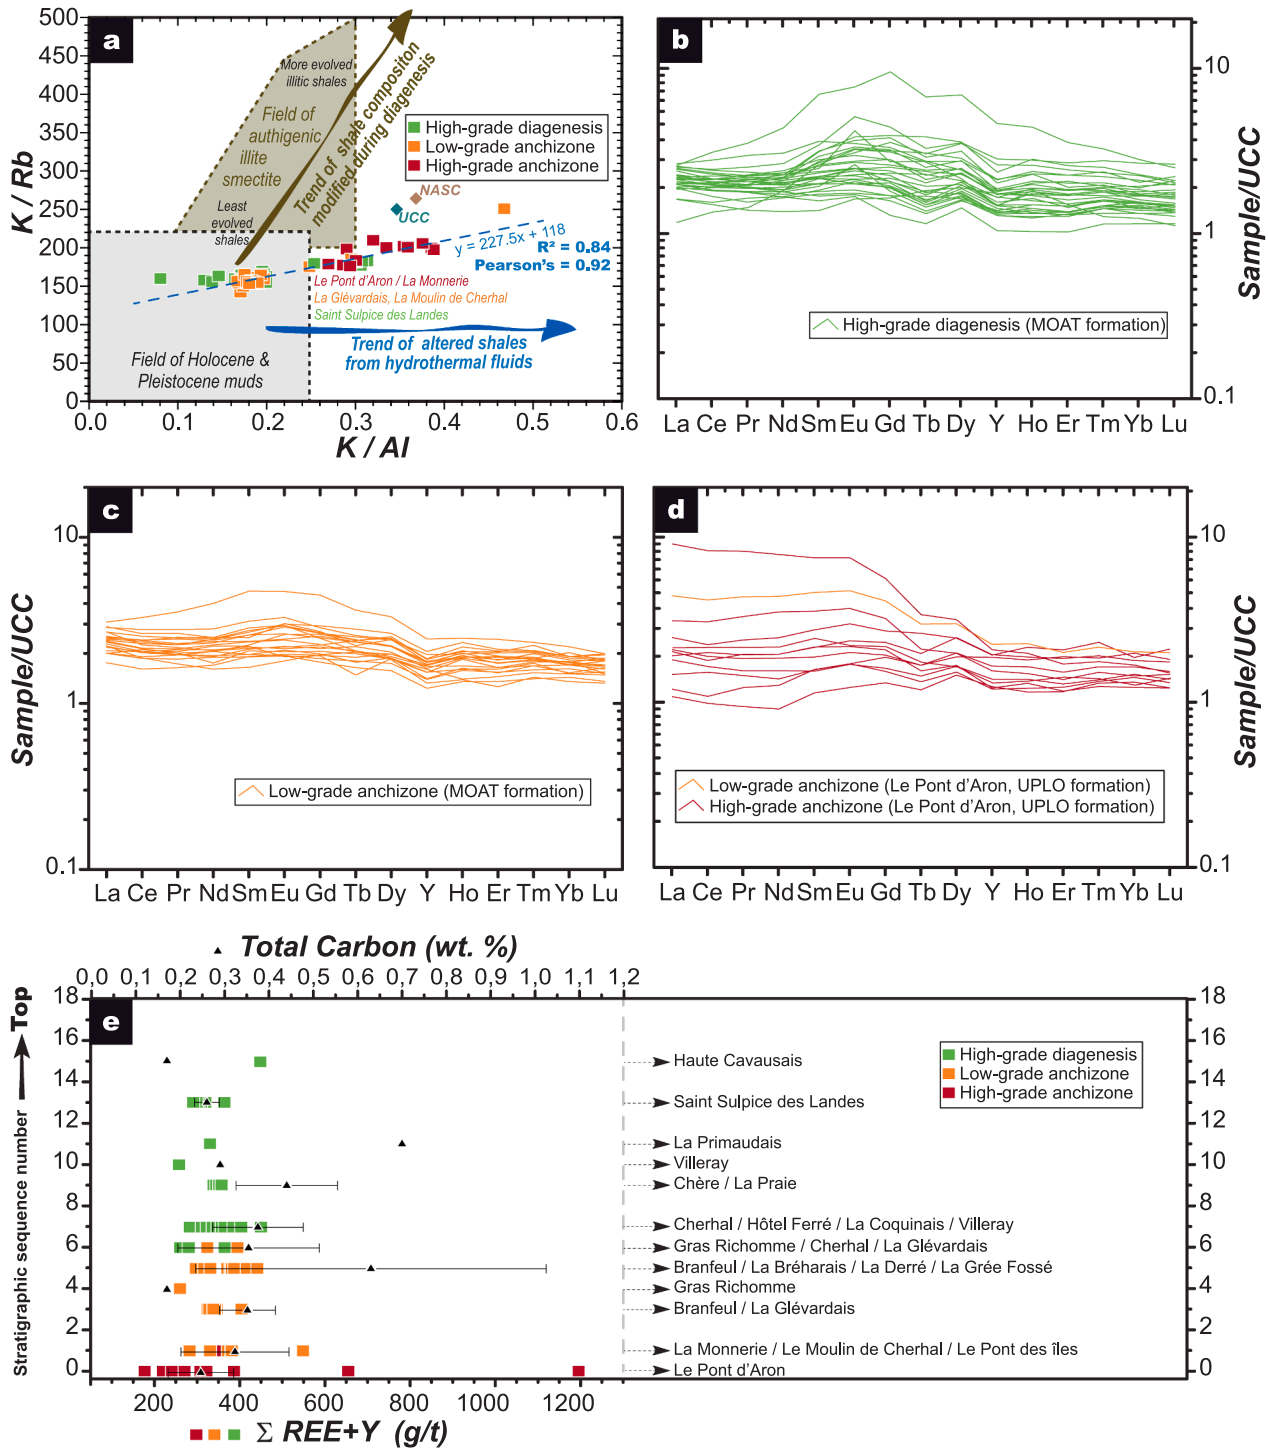 a
500
450
400
350
300
250
200
150
100
50
0
K / Rb
0.0 0.1 0.2 0.3 0.4 0.5 0.6
K / Al
More evolved
illitic shales
Field of
authigenic
illite
smectite
Least
evolved
shales
Trend of shale compositon
modified during diagenesis
High-grade diagenesis
Low-grade anchizone
High-grade anchizone
NASC
UCC
y = 227.5x + 118
R² = 0.84
Pearson's = 0.92
Le Pont d'Aron / La Monnerie
La Glévardais, La Moulin de Cherhal
Saint Sulpice des Landes
Trend of altered shales
from hydrothermal fluids
Field of Holocene &
Pleistocene muds
b
10
1
0.1
Sample/UCC
High-grade diagenesis (MOAT formation)
La Ce Pr Nd Sm Eu Gd Tb Dy Y Ho Er Tm Yb Lu
c
10
1
0.1
Sample/UCC
Low-grade anchizone (MOAT formation)
La Ce Pr Nd Sm Eu Gd Tb Dy Y Ho Er Tm Yb Lu
d
10
1
0.1
Sample/UCC
Low-grade anchizone (Le Pont d'Aron, UPLO formation)
High-grade anchizone (Le Pont d'Aron, UPLO formation)
La Ce Pr Nd Sm Eu Gd Tb Dy Y Ho Er Tm Yb Lu
Total Carbon (wt. %)
0,0 0,1 0,2 0,3 0,4 0,5 0,6 0,7 0,8 0,9 1,0 1,1 1,2
e
18
16
14
12
10
8
6
4
2
0
Stratigraphic sequence number Top
Haute Cavausais
Saint Sulpice des Landes
La Primaudais
Villeray
Chère / La Praie
Cherhal / Hôtel Ferré / La Coquinais / Villeray
Gras Richomme / Cherhal / La Glévardais
Branfeul / La Bréharais / La Derré / La Grée Fossé
Gras Richomme
Branfeul / La Glévardais
La Monnerie / Le Moulin de Cherhal / Le Pont des îles
Le Pont d'Aron
High-grade diagenesis
Low-grade anchizone
High-grade anchizone
18
16
14
12
10
8
6
4
2
0
200 400 600 800 1000 1200
Σ REE+Y (g/t)